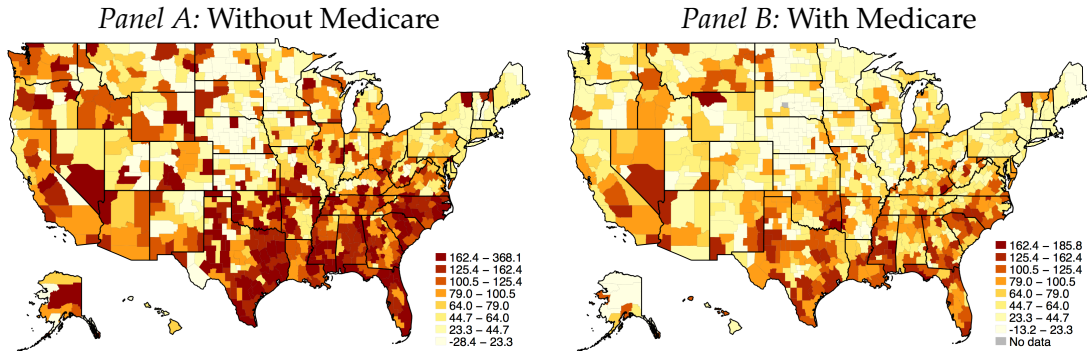 Panel A: Without Medicare
162.4 – 368.1
125.4 – 162.4
100.5 – 125.4
79.0 – 100.5
64.0 – 79.0
44.7 – 64.0
23.3 – 44.7
-28.4 – 23.3
Panel B: With Medicare
162.4 – 185.8
125.4 – 162.4
100.5 – 125.4
79.0 – 100.5
64.0 – 79.0
44.7 – 64.0
23.3 – 44.7
-13.2 – 23.3
No data